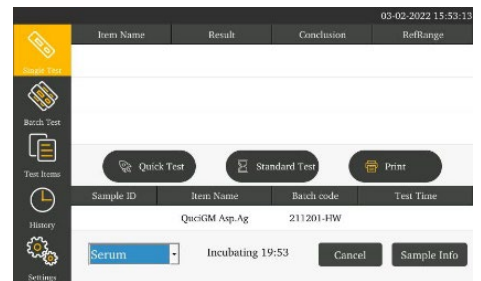 03-02-2022 15:53:13
Item Name Result Conclusion RefRange
Single Test
Batch Test
Test Items
Quick Test Standard Test Print
Sample ID Item Name Batch code Test Time
History
QuciGM Asp.Ag 211201-HW
Serum Incubating 19:53 Cancel Sample Info
Settings